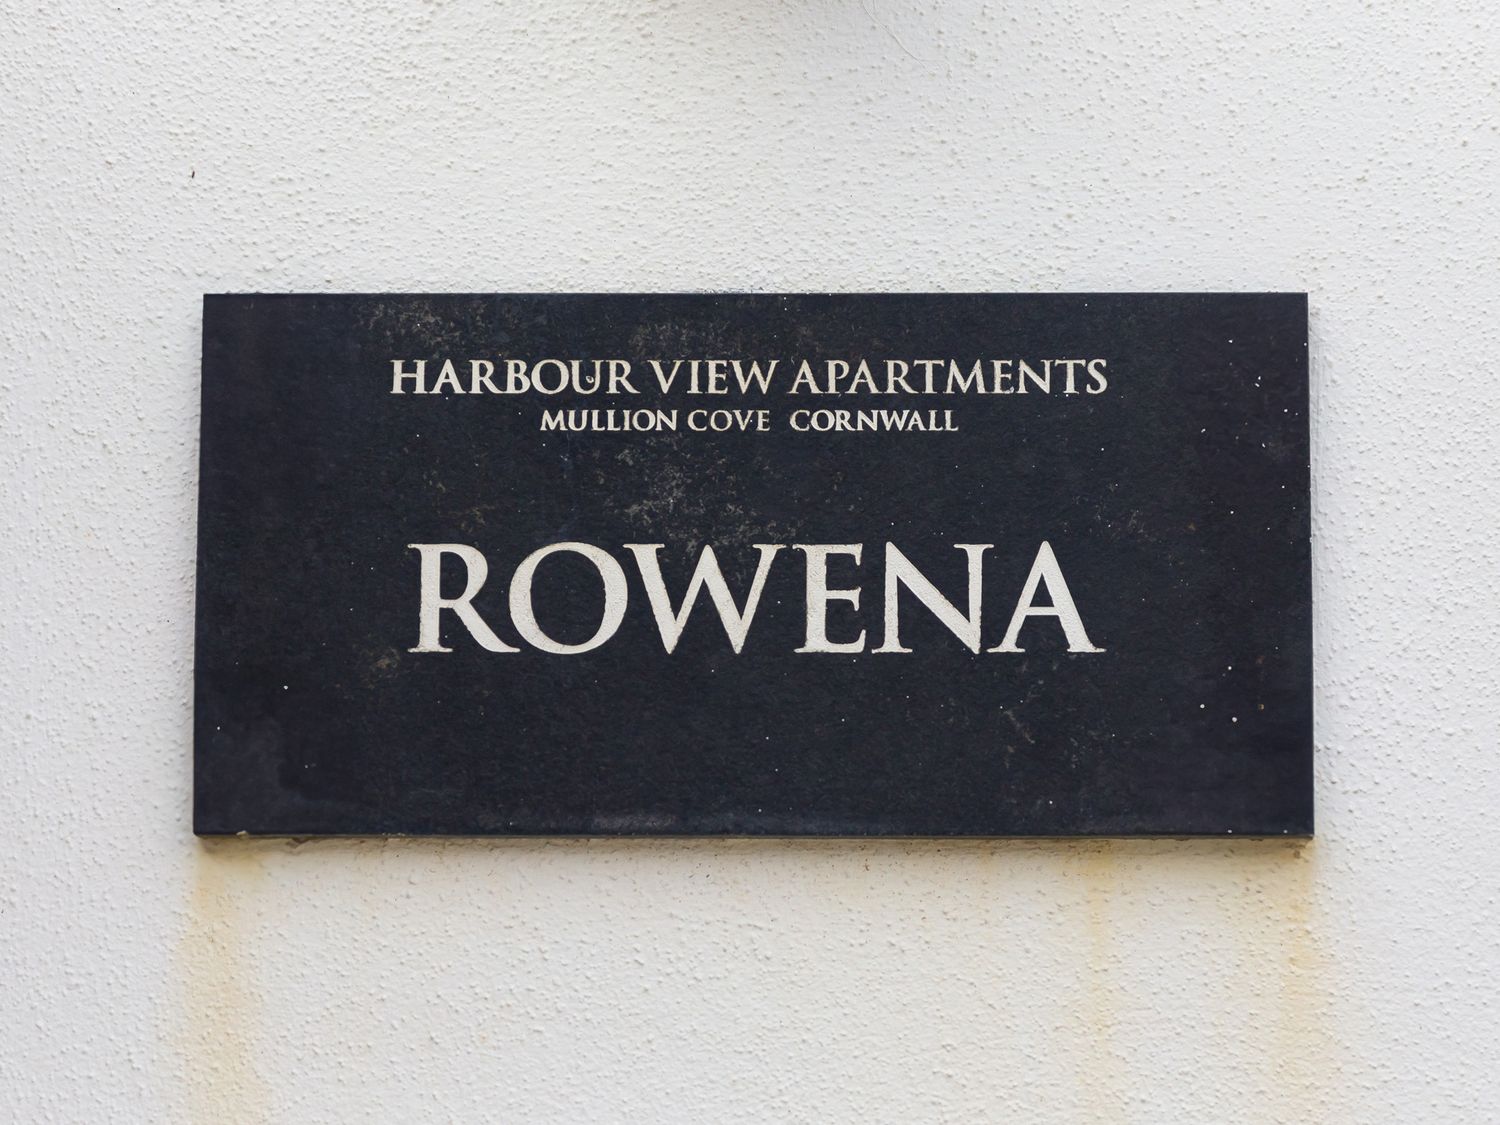 HARBOUR VIEW APARTMENTS
MULLION COVE CORNWALL
ROWENA